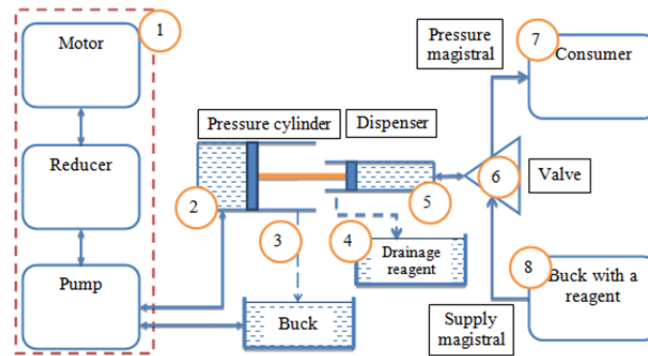 Motor
1
Reducer
Pump
Pressure cylinder
Dispenser
2
3
4
5
Drainage
reagent
Buck
Pressure
magistral
7
Consumer
6
Valve
8
Buck with a
reagent
Supply
magistral